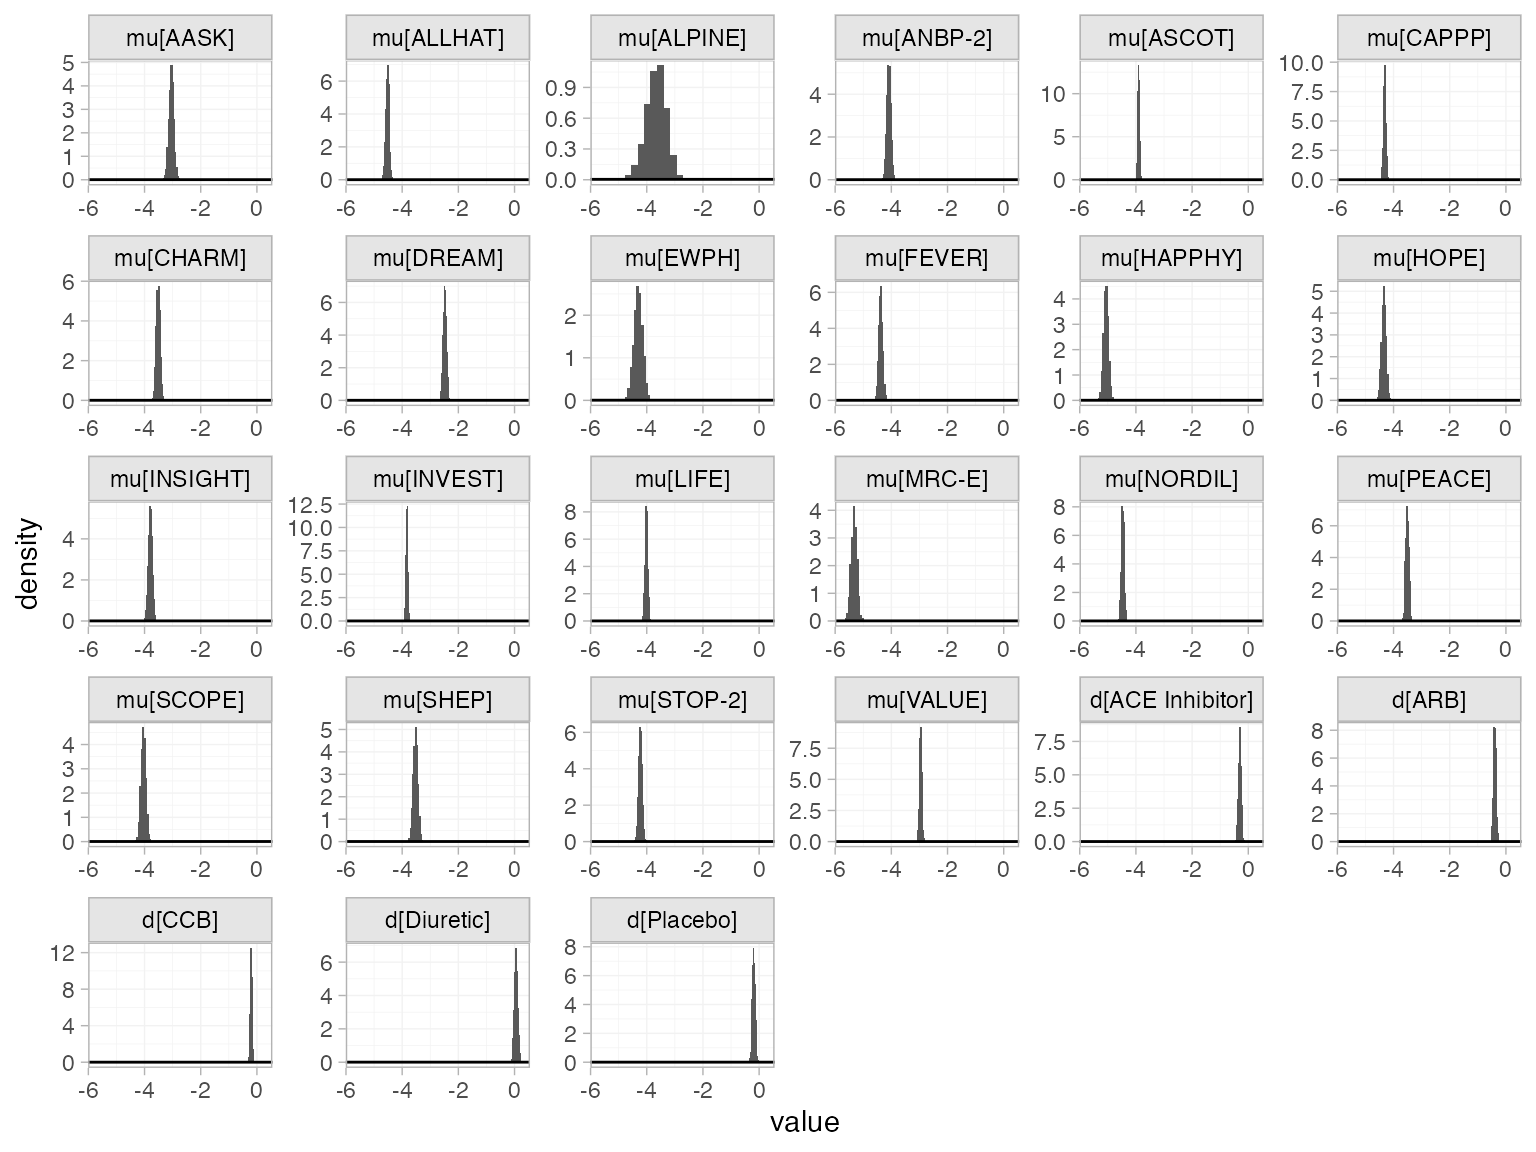 mu[AASK] mu[ALLHAT] mu[ALPINE] mu[ANBP-2] mu[ASCOT] mu[CAPPP]
5 4 3 2 1 0 6 4 2 0 0.9 0.6 0.3 0.0 4 2 0 10 5 0 10.0 7.5 5.0 2.5 0.0
-6 -4 -2 0 -6 -4 -2 0 -6 -4 -2 0 -6 -4 -2 0 -6 -4 -2 0 -6 -4 -2 0
mu[CHARM] mu[DREAM] mu[EWPH] mu[FEVER] mu[HAPPHY] mu[HOPE]
6 4 2 0 6 4 2 0 2 1 0 6 4 2 0 4 3 2 1 0 5 4 3 2 1 0
-6 -4 -2 0 -6 -4 -2 0 -6 -4 -2 0 -6 -4 -2 0 -6 -4 -2 0 -6 -4 -2 0
mu[INSIGHT] mu[INVEST] mu[LIFE] mu[MRC-E] mu[NORDIL] mu[PEACE]
4 2 0 12.5 10.0 7.5 5.0 2.5 0.0 8 6 4 2 0 4 3 2 1 0 8 6 4 2 0 6 4 2 0
-6 -4 -2 0 -6 -4 -2 0 -6 -4 -2 0 -6 -4 -2 0 -6 -4 -2 0 -6 -4 -2 0
mu[SCOPE] mu[SHEP] mu[STOP-2] mu[VALUE] d[ACE Inhibitor] d[ARB]
4 3 2 1 0 5 4 3 2 1 0 6 4 2 0 7.5 5.0 2.5 0.0 7.5 5.0 2.5 0.0 8 6 4 2 0
-6 -4 -2 0 -6 -4 -2 0 -6 -4 -2 0 -6 -4 -2 0 -6 -4 -2 0 -6 -4 -2 0
d[CCB] d[Diuretic] d[Placebo]
12 8 4 0 6 4 2 0 8 6 4 2 0
-6 -4 -2 0 -6 -4 -2 0 -6 -4 -2 0
density
value